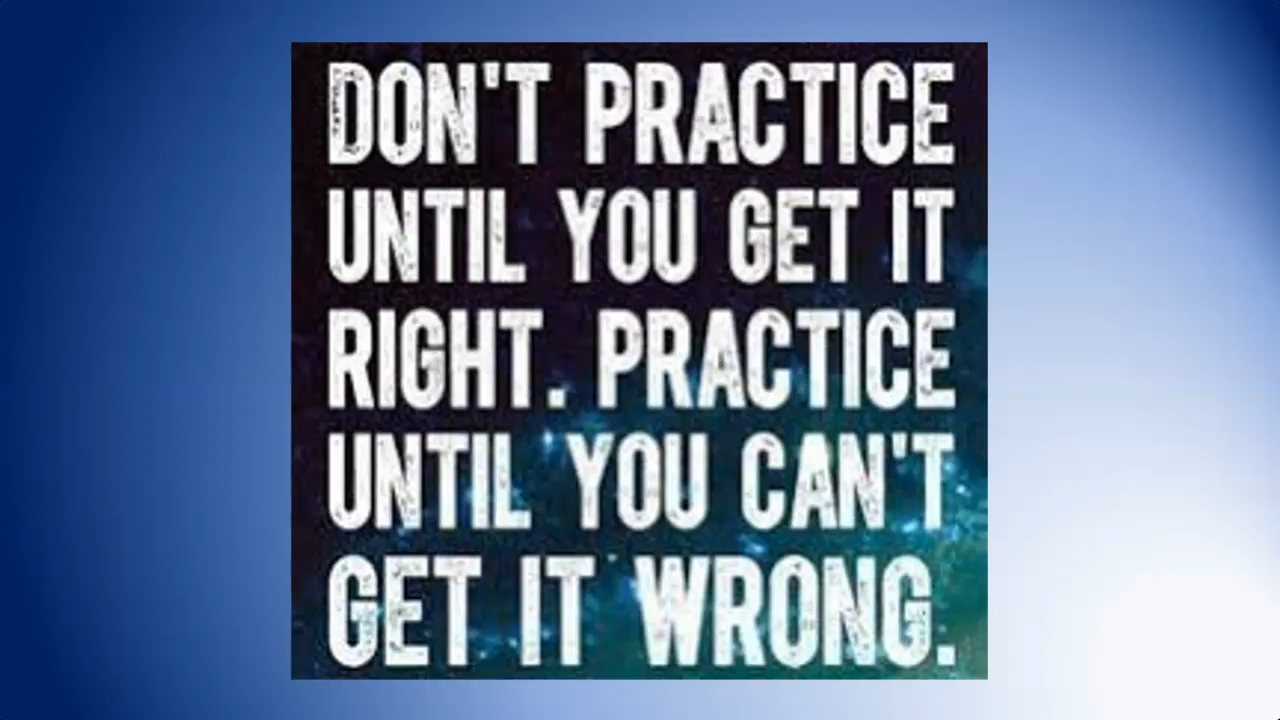 DON'T PRACTICE
UNTIL YOU GET IT
RIGHT. PRACTICE
UNTIL YOU CAN'T
GET IT WRONG.